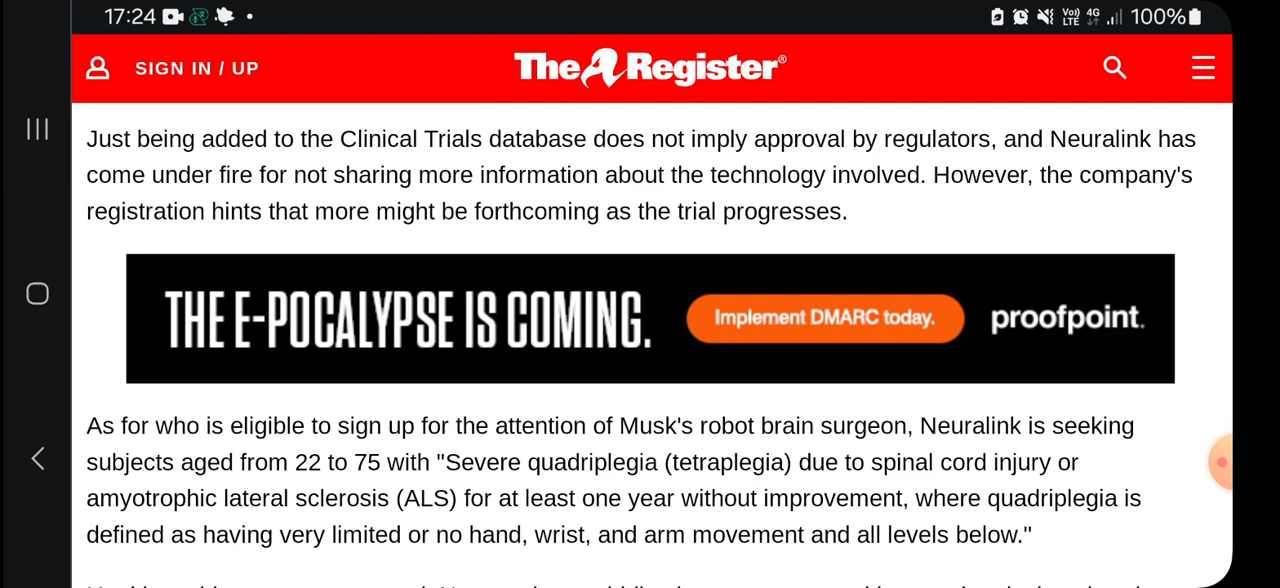 17:24 Vo)) LTE 4G 100%
SIGN IN / UP The Register®
Just being added to the Clinical Trials database does not imply approval by regulators, and Neuralink has
come under fire for not sharing more information about the technology involved. However, the company's
registration hints that more might be forthcoming as the trial progresses.
THE E-POCALYPSE IS COMING. Implement DMARC today. proofpoint.
As for who is eligible to sign up for the attention of Musk's robot brain surgeon, Neuralink is seeking
subjects aged from 22 to 75 with "Severe quadriplegia (tetraplegia) due to spinal cord injury or
amyotrophic lateral sclerosis (ALS) for at least one year without improvement, where quadriplegia is
defined as having very limited or no hand, wrist, and arm movement and all levels below."